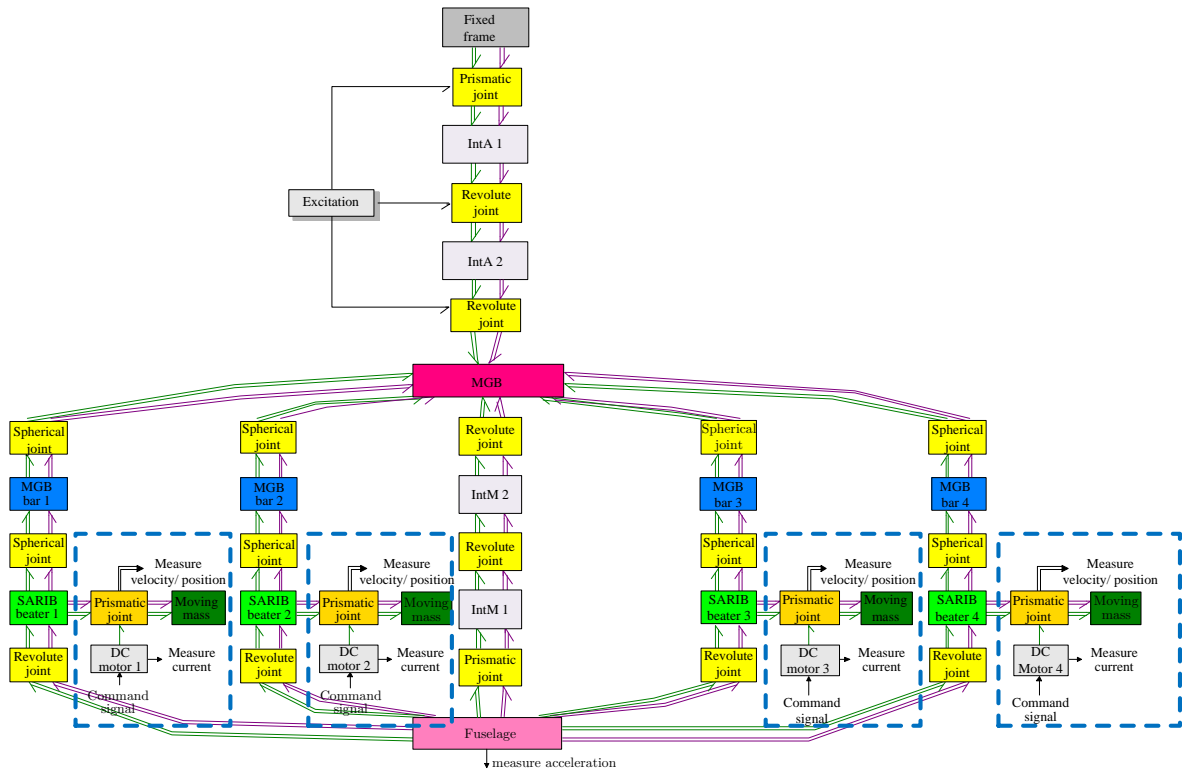 Fixed
frame
Prismatic
joint
IntA 1
Excitation
Revolute
joint
IntA 2
Revolute
joint
MGB
Spherical
joint
Spherical
joint
Revolute
joint
Spherical
joint
Spherical
joint
MGB
bar 1
MGB
bar 2
IntM 2
MGB
bar 3
MGB
bar 4
Spherical
joint
Measure
velocity/ position
Spherical
joint
Measure
velocity/ position
Revolute
joint
Spherical
joint
Measure
velocity/ position
Spherical
joint
Measure
velocity/ position
SARIB
beater 1
Prismatic
joint
Moving
mass
SARIB
beater 2
Prismatic
joint
Moving
mass
IntM 1
SARIB
beater 3
Prismatic
joint
Moving
mass
SARIB
beater 4
Prismatic
joint
Moving
mass
Revolute
joint
DC
motor 1
Measure
current
Revolute
joint
DC
motor 2
Measure
current
Prismatic
joint
Revolute
joint
DC
motor 3
Measure
current
Revolute
joint
DC
Motor 4
Measure
current
Command
signal
Command
signal
Command
signal
Command
signal
Fuselage
measure acceleration